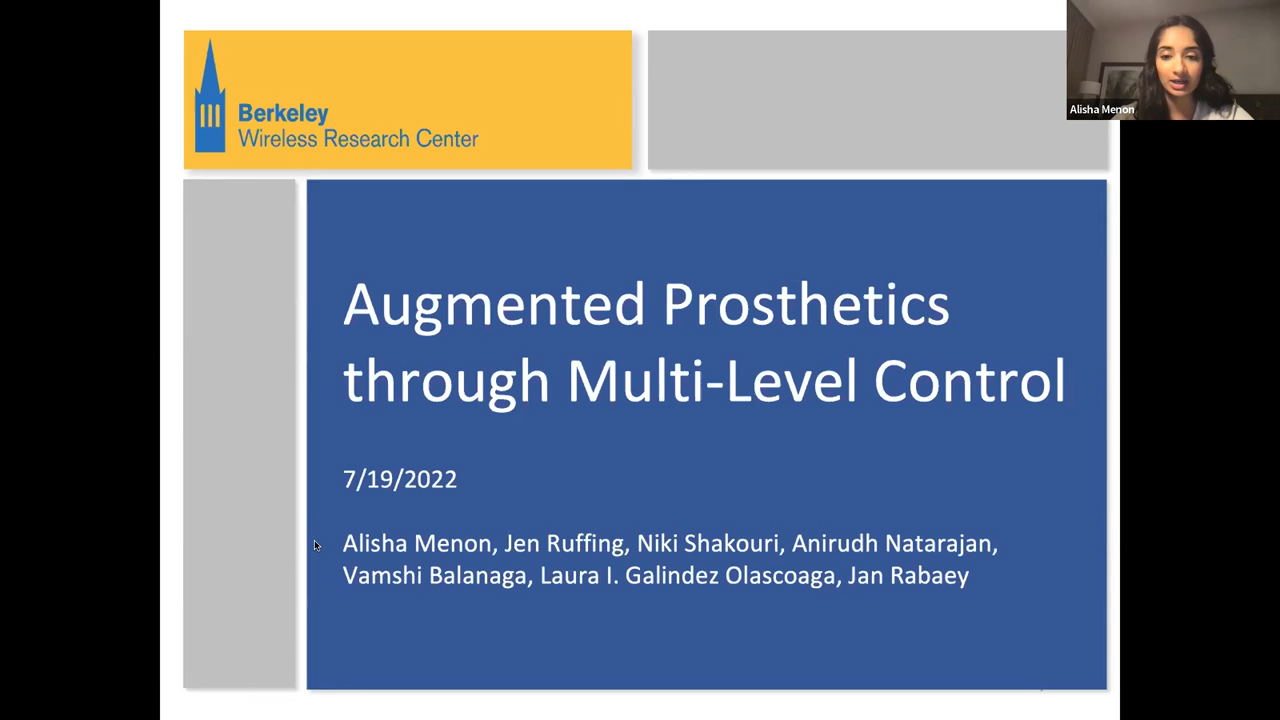 Berkeley
Wireless Research Center
Alisha Menon
Augmented Prosthetics
through Multi-Level Control
7/19/2022
Alisha Menon, Jen Ruffing, Niki Shakouri, Anirudh Natarajan,
Vamshi Balanaga, Laura I. Galindez Olascoaga, Jan Rabaey